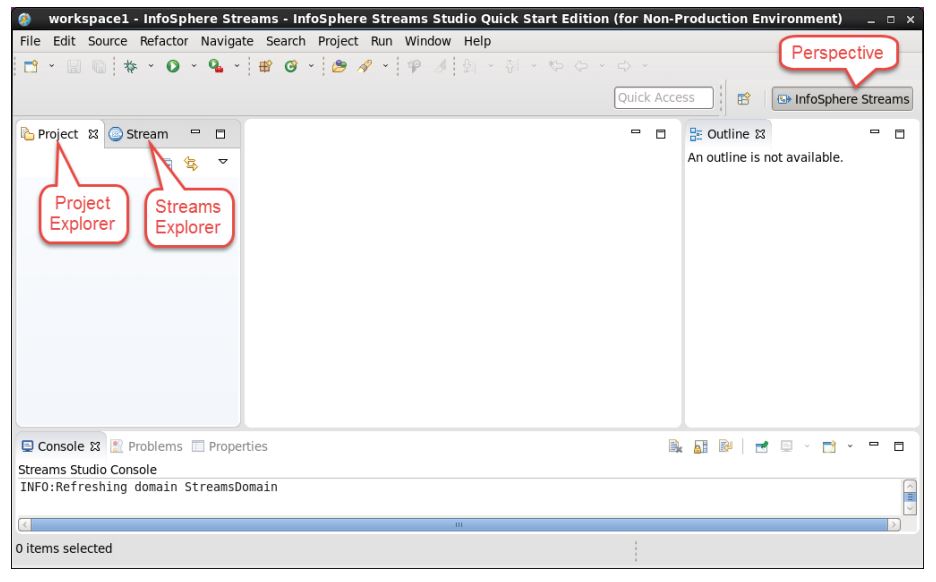 workspace1 - InfoSphere Streams - InfoSphere Streams Studio Quick Start Edition (for Non-Production Environment)
File Edit Source Refactor Navigate Search Project Run Window Help
Perspective
Quick Access
InfoSphere Streams
Project
Stream
Outline
An outline is not available.
Project
Explorer
Streams
Explorer
Console
Problems
Properties
Streams Studio Console
INFO:Refreshing domain StreamsDomain
0 items selected